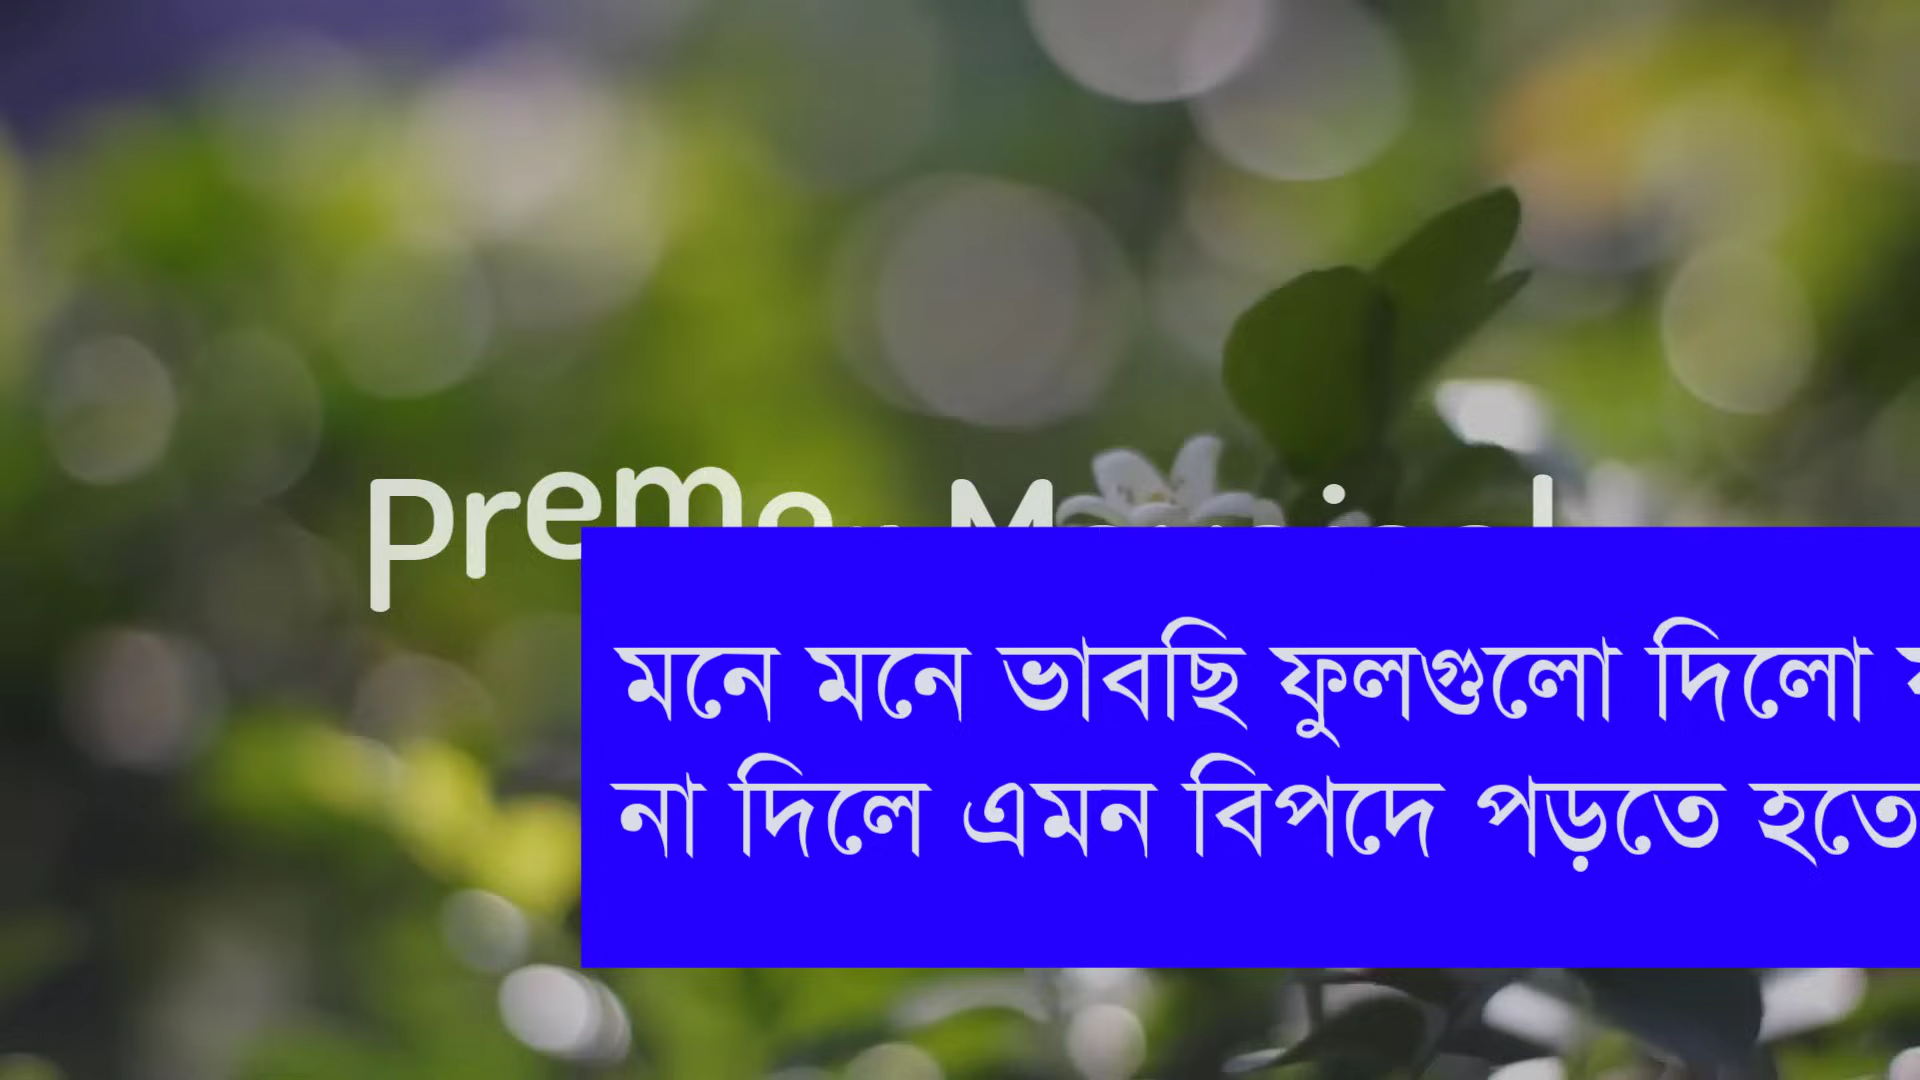 মনে মনে ভাবছি ফুলগুলো দিলো
না দিলে এমন বিপদে পড়তে হতে